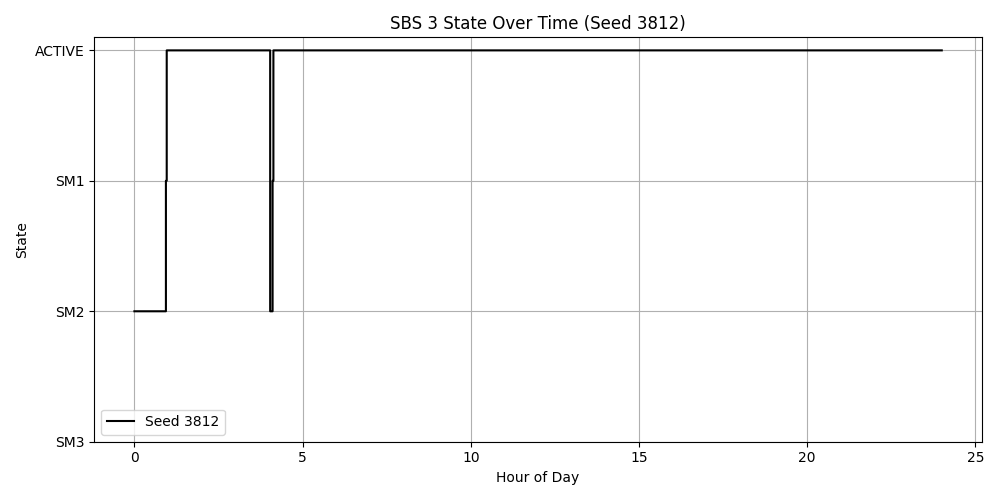 SBS 3 State Over Time (Seed 3812)
ACTIVE
SM1
SM2
SM3
State
Seed 3812
0
5
10
15
20
25
Hour of Day